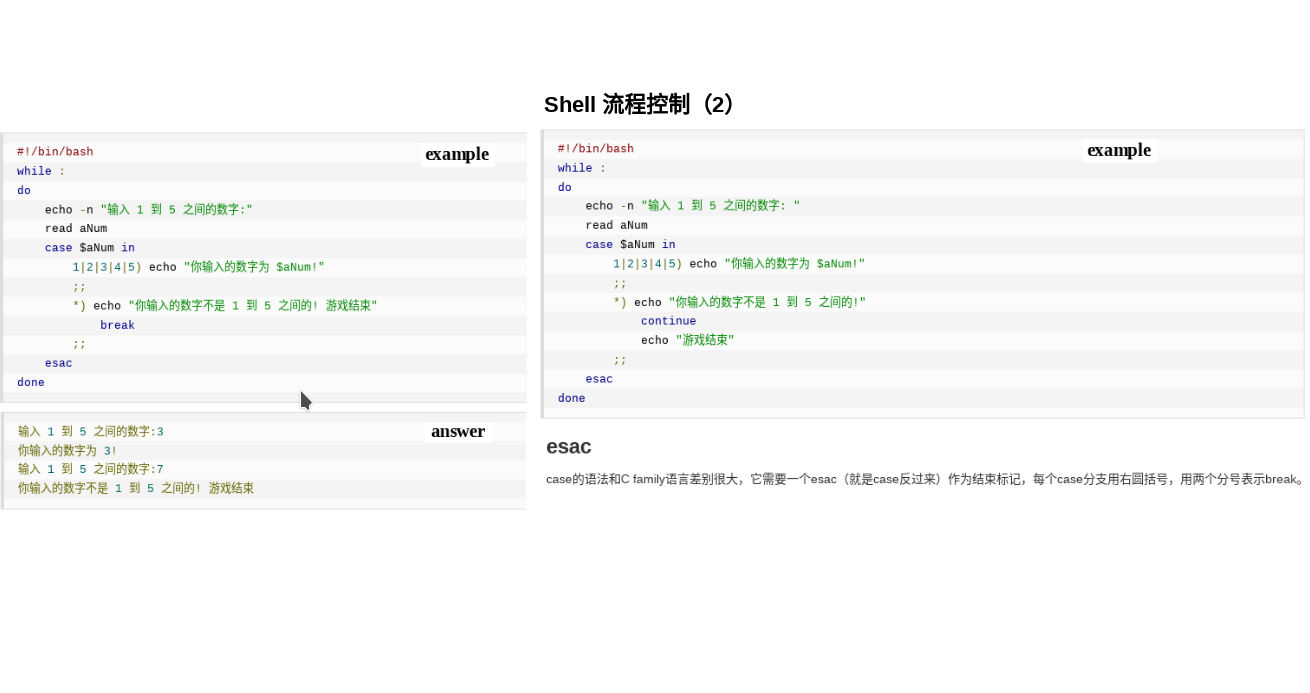 Shell 流程控制（2）
#!/bin/bash
example
while :
do
echo -n "输入 1 到 5 之间的数字:"
read aNum
case $aNum in
1|2|3|4|5) echo "你输入的数字为 $aNum!"
;;
*) echo "你输入的数字不是 1 到 5 之间的! 游戏结束"
break
;;
esac
done
输入 1 到 5 之间的数字:3
answer
你输入的数字为 3!
输入 1 到 5 之间的数字:7
你输入的数字不是 1 到 5 之间的! 游戏结束
#!/bin/bash
example
while :
do
echo -n "输入 1 到 5 之间的数字: "
read aNum
case $aNum in
1|2|3|4|5) echo "你输入的数字为 $aNum!"
;;
*) echo "你输入的数字不是 1 到 5 之间的!"
continue
echo "游戏结束"
;;
esac
done
esac
case的语法和C family语言差别很大，它需要一个esac（就是case反过来）作为结束标记，每个case分支用右圆括号，用两个分号表示break。